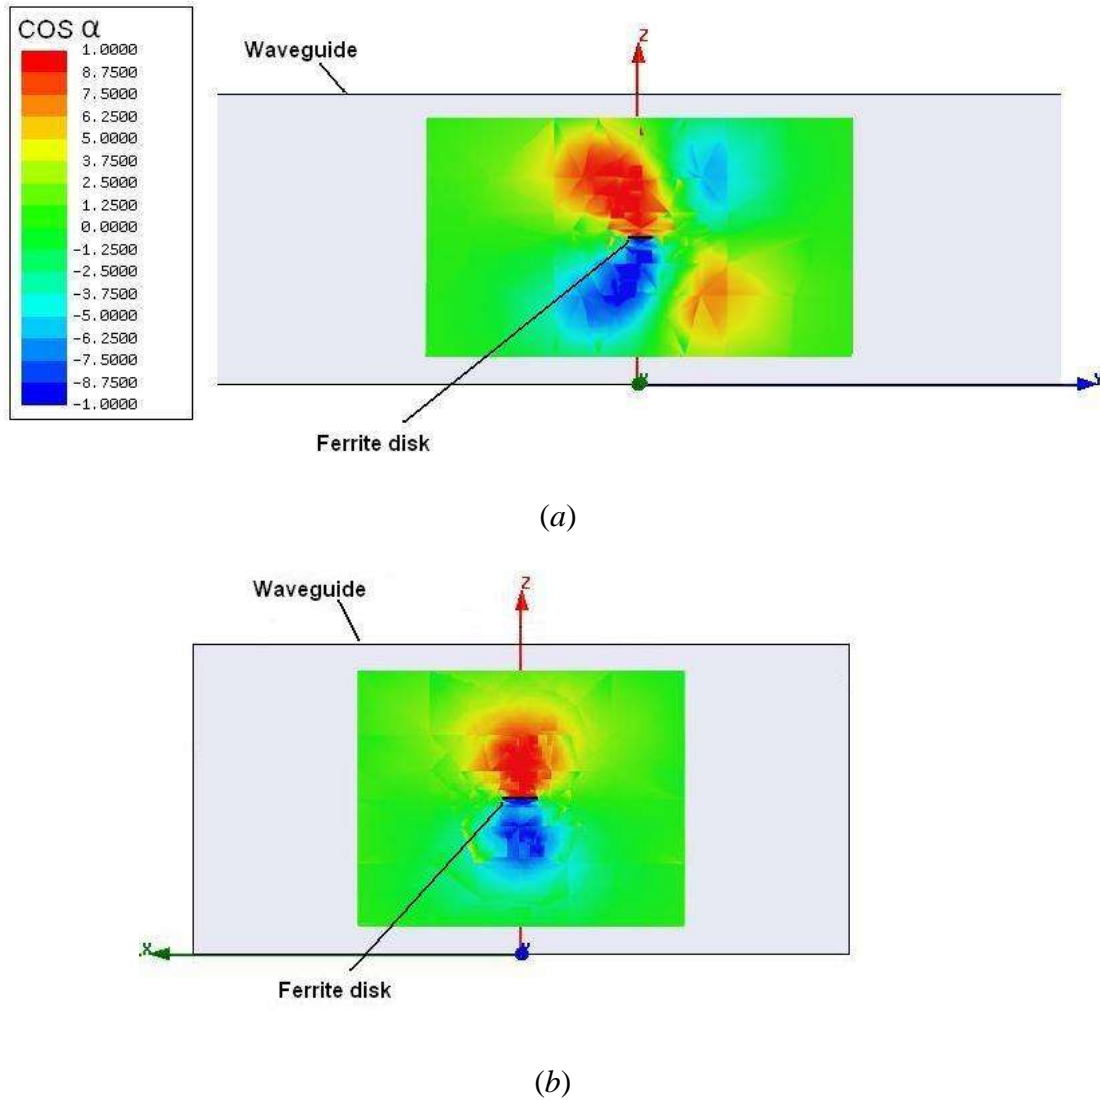 COS α
1.0000
8.7500
7.5000
6.2500
5.0000
3.7500
2.5000
1.2500
0.0000
-1.2500
-2.5000
-3.7500
-5.0000
-6.2500
-7.5000
-8.7500
-1.0000
Waveguide
Z
Ferrite disk
(a)
Waveguide
Z
X
Ferrite disk
(b)